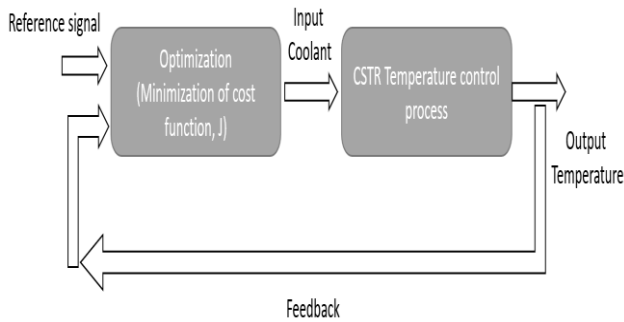 Reference signal
Optimization
(Minimization of cost
function, J)
Input
Coolant
CSTR Temperature control
process
Output
Temperature
Feedback